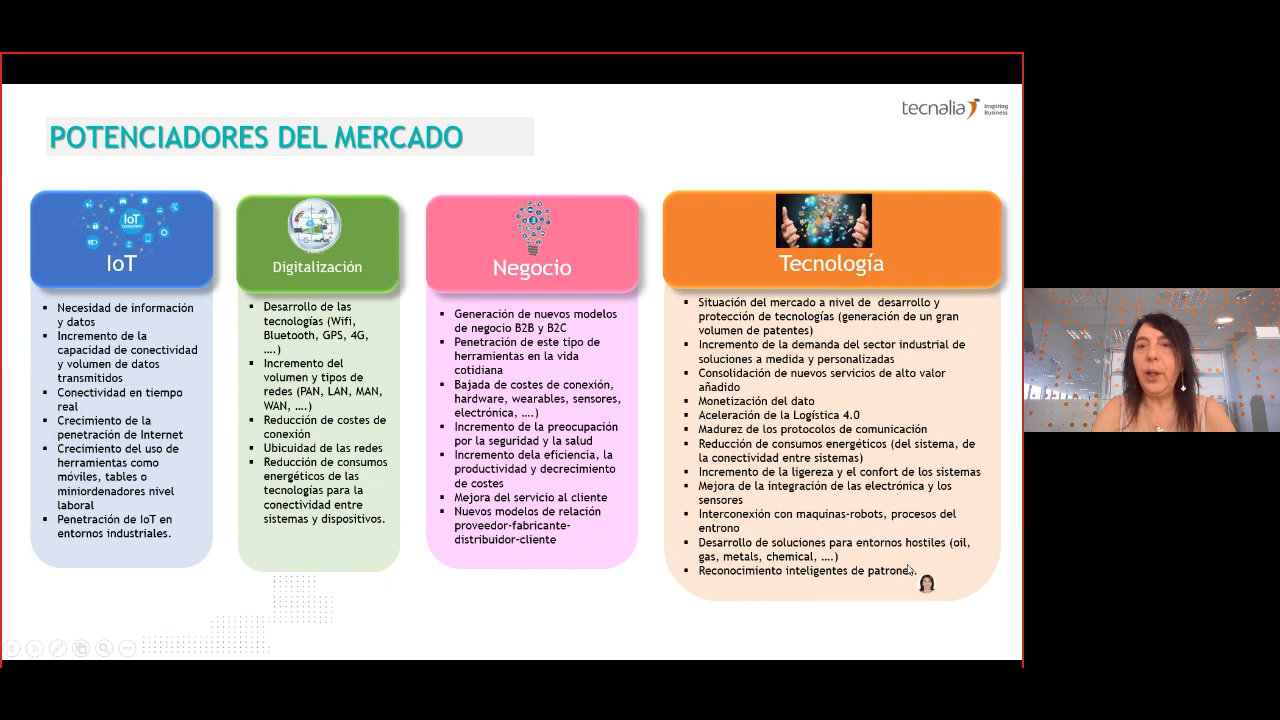 tecnalia Inspiring
Business
POTENCIADORES DEL MERCADO
IoT
Ecosystem
IoT
Necesidad de información
y datos
Incremento de la
capacidad de conectividad
y volumen de datos
transmitidos
Conectividad en tiempo
real
Crecimiento de la
penetración de Internet
Crecimiento del uso de
herramientas como
móviles, tables o
miniordenadores nivel
laboral
Penetración de IoT en
entornos industriales.
Digitalización
Desarrollo de las
tecnologías (Wifi,
Bluetooth, GPS, 4G,
....)
Incremento del
volumen y tipos de
redes (PAN, LAN, MAN,
WAN, ....)
Reducción de costes de
conexión
Ubicuidad de las redes
Reducción de consumos
energéticos de las
tecnologías para la
conectividad entre
sistemas y dispositivos.
Negocio
Generación de nuevos modelos
de negocio B2B y B2C
Penetración de este tipo de
herramientas en la vida
cotidiana
Bajada de costes de conexión,
hardware, wearables, sensores,
electrónica, ....)
Incremento de la preocupación
por la seguridad y la salud
Incremento dela eficiencia, la
productividad y decrecimiento
de costes
Mejora del servicio al cliente
Nuevos modelos de relación
proveedor-fabricante-
distribuidor-cliente
Tecnología
Situación del mercado a nivel de desarrollo y
protección de tecnologías (generación de un gran
volumen de patentes)
Incremento de la demanda del sector industrial de
soluciones a medida y personalizadas
Consolidación de nuevos servicios de alto valor
añadido
Monetización del dato
Aceleración de la Logística 4.0
Madurez de los protocolos de comunicación
Reducción de consumos energéticos (del sistema, de
la conectividad entre sistemas)
Incremento de la ligereza y el confort de los sistemas
Mejora de la integración de las electrónica y los
sensores
Interconexión con maquinas-robots, procesos del
entrono
Desarrollo de soluciones para entornos hostiles (oil,
gas, metals, chemical, ....)
Reconocimiento inteligentes de patrones.